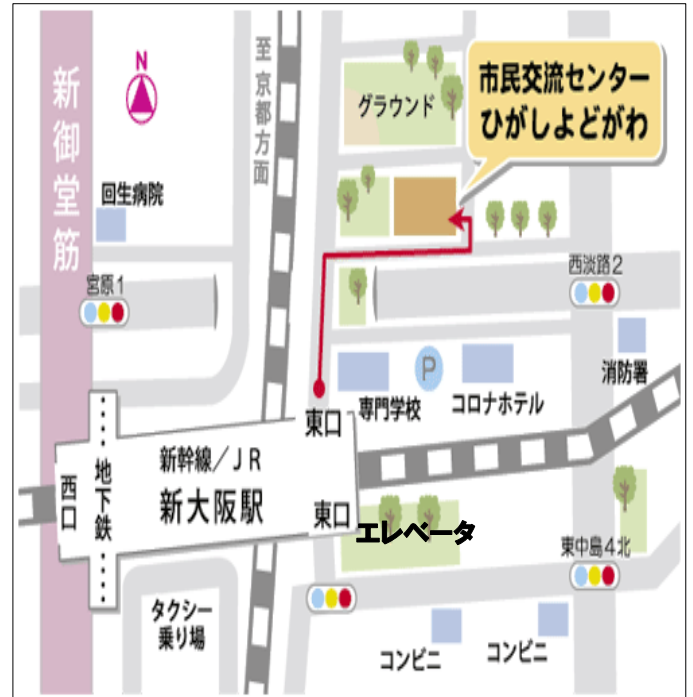 新御堂筋
N
至京都方面
グラウンド
市民交流センター
ひがしよどがわ
回生病院
宮原1
西淡路2
消防署
P
専門学校
コロナホテル
東口
新幹線/JR
新大阪駅
地下鉄
西口
東口
エレベータ
東中島4北
タクシー
乗り場
コンビニ
コンビニ